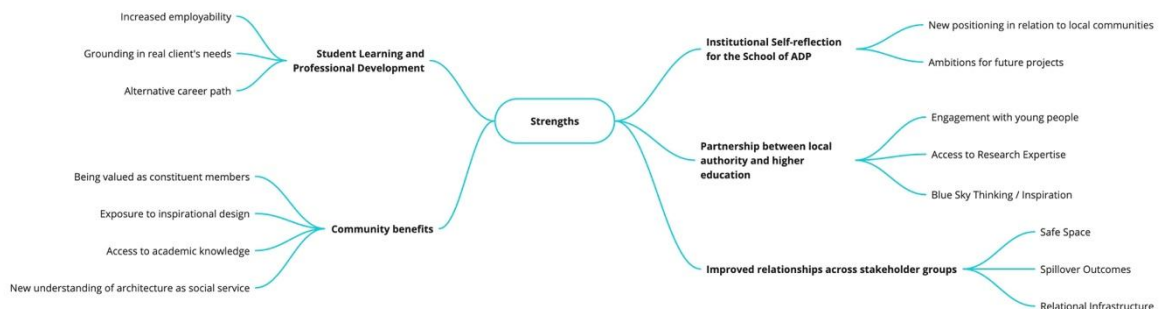 Strengths
Student Learning and
Professional Development
Increased employability
Grounding in real client's needs
Alternative career path
Community benefits
Being valued as constituent members
Exposure to inspirational design
Access to academic knowledge
New understanding of architecture as social service
Institutional Self-reflection
for the School of ADP
New positioning in relation to local communities
Ambitions for future projects
Partnership between local
authority and higher
education
Engagement with young people
Access to Research Expertise
Blue Sky Thinking / Inspiration
Improved relationships across stakeholder groups
Safe Space
Spillover Outcomes
Relational Infrastructure